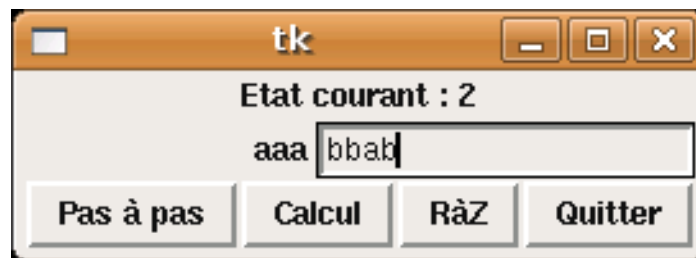 tk
Etat courant : 2
aaa bbab
Pas à pas Calcul RàZ Quitter